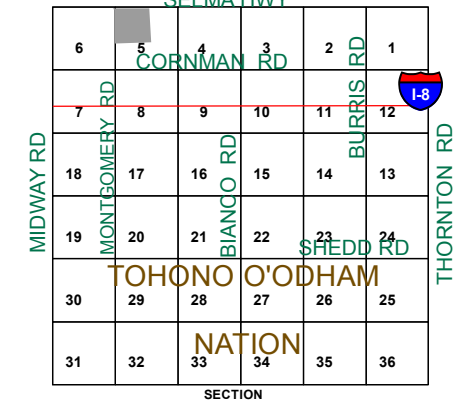 SELMA HWY
6 5 4 3 2 1
CORNMAN RD
BURRIS RD
I-8
7 8 9 10 11 12
MONTGOMERY RD
MIDWAY RD
THORNTON RD
BIANCO RD
18 17 16 15 14 13
19 20 21 22 23 24
SHEDD RD
TOHONO O'ODHAM
30 29 28 27 26 25
NATION
31 32 33 34 35 36
SECTION